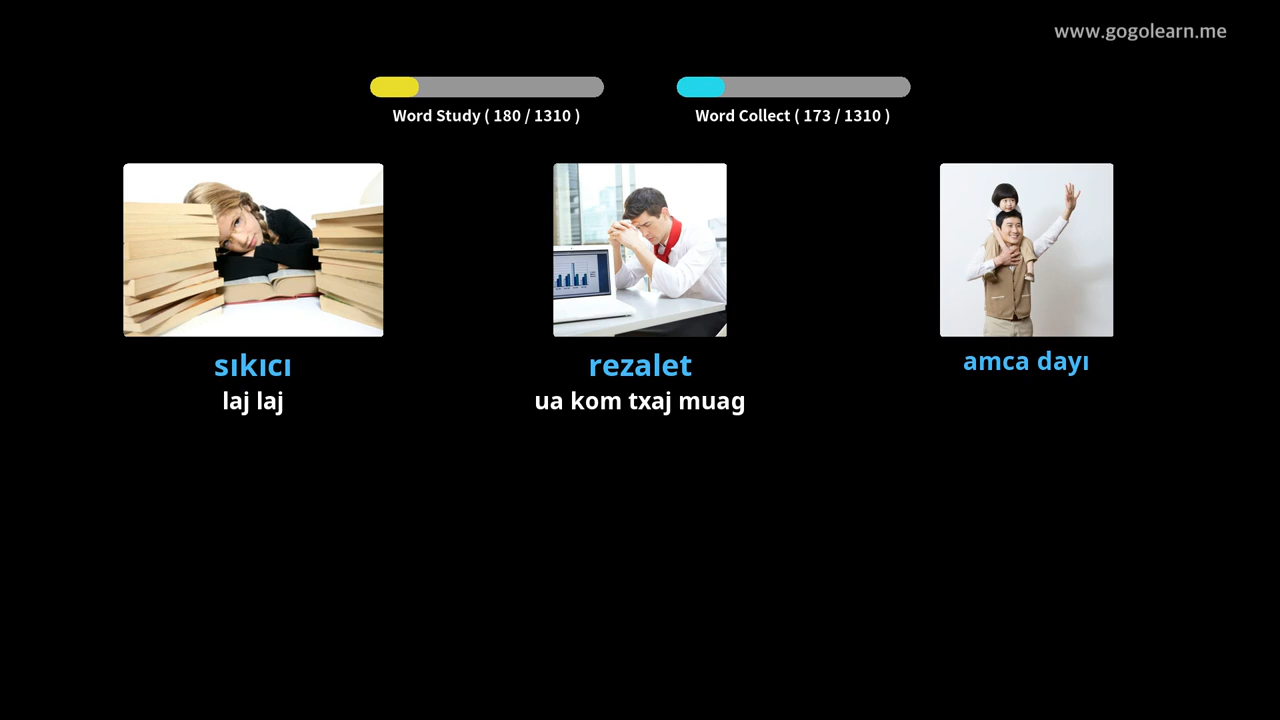 www.gogolearn.me
Word Study ( 180 / 1310 )
Word Collect ( 173 / 1310 )
sıkıcı
laj laj
rezalet
ua kom txaj muag
amca dayı